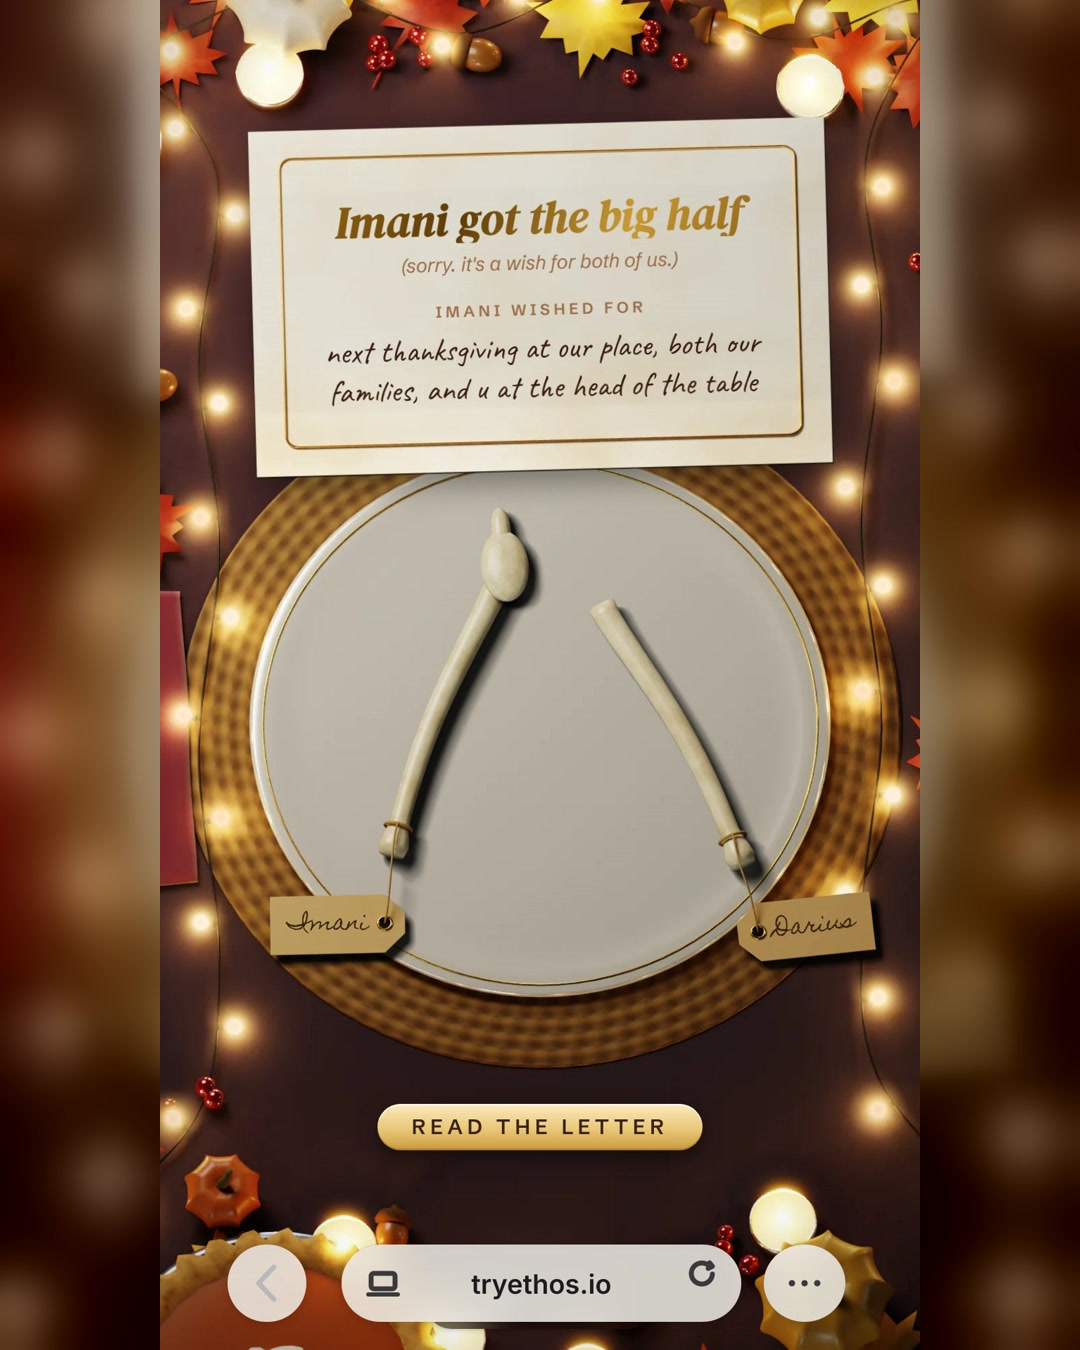 Imani got the big half
(sorry. it's a wish for both of us.)
IMANI WISHED FOR
next thanksgiving at our place, both our
families, and u at the head of the table
Imani
Darius
READ THE LETTER
tryethos.io